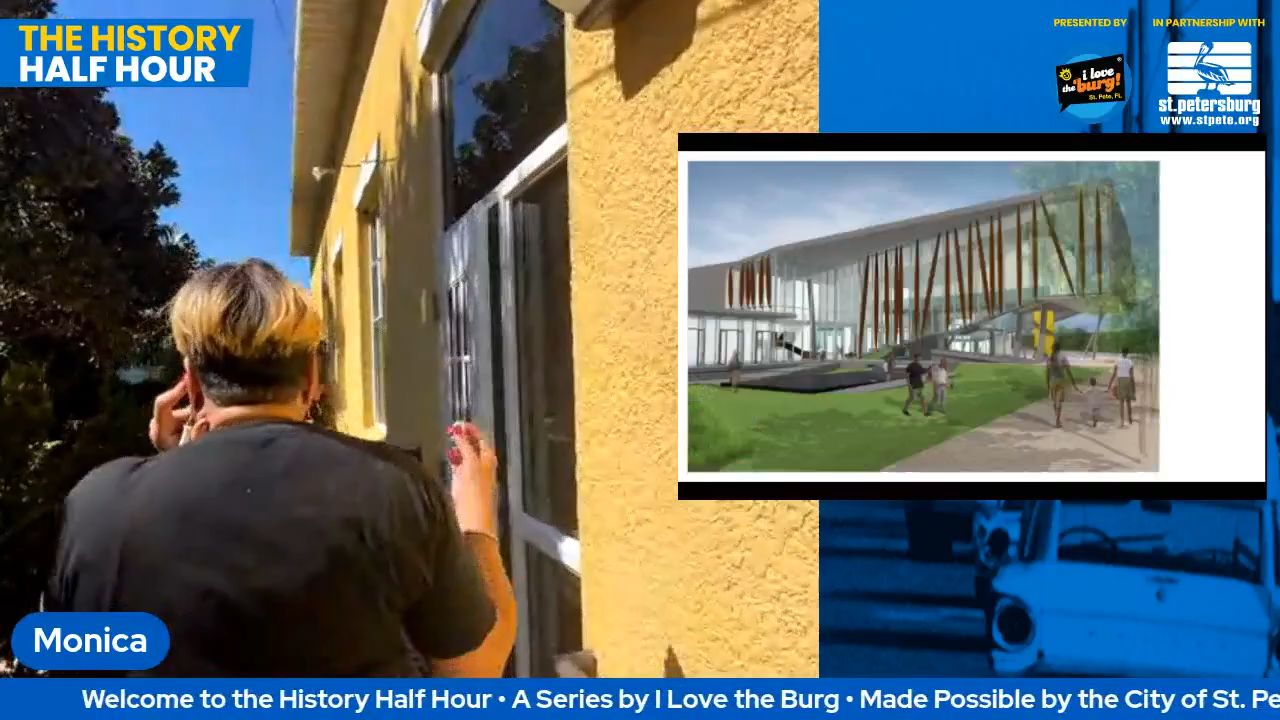 THE HISTORY
HALF HOUR
PRESENTED BY
IN PARTNERSHIP WITH
i love
the 'burg!
St. Pete, FL
st.petersburg
www.stpete.org
Monica
Welcome to the History Half Hour • A Series by I Love the Burg • Made Possible by the City of St. Pe